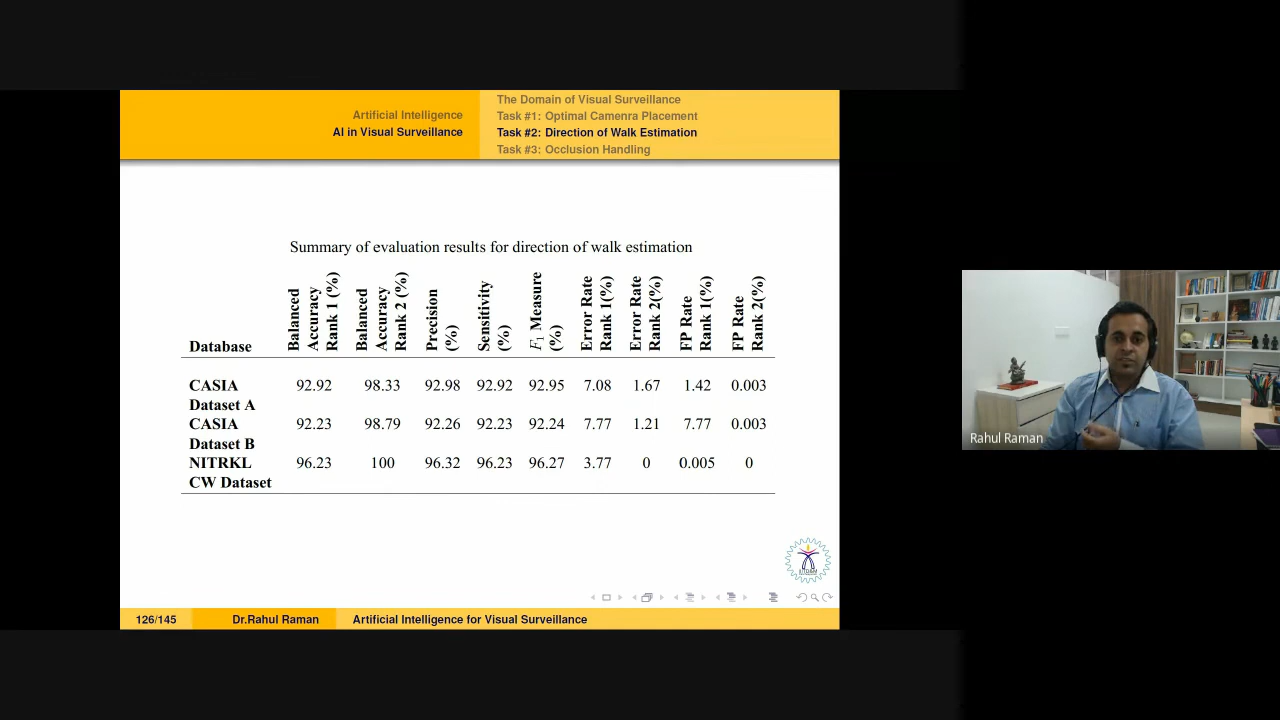 Artificial Intelligence
AI in Visual Surveillance
The Domain of Visual Surveillance
Task #1: Optimal Camenra Placement
Task #2: Direction of Walk Estimation
Task #3: Occlusion Handling
Summary of evaluation results for direction of walk estimation
Database
Balanced
Accuracy
Rank 1 (%)
Balanced
Accuracy
Rank 2 (%)
Precision
(%)
Sensitivity
(%)
F1 Measure
(%)
Error Rate
Rank 1(%)
Error Rate
Rank 2(%)
FP Rate
Rank 1(%)
FP Rate
Rank 2(%)
CASIA 92.92 98.33 92.98 92.92 92.95 7.08 1.67 1.42 0.003
Dataset A
CASIA 92.23 98.79 92.26 92.23 92.24 7.77 1.21 7.77 0.003
Dataset B
NITRKL 96.23 100 96.32 96.23 96.27 3.77 0 0.005 0
CW Dataset
126/145 Dr.Rahul Raman Artificial Intelligence for Visual Surveillance
Rahul Raman